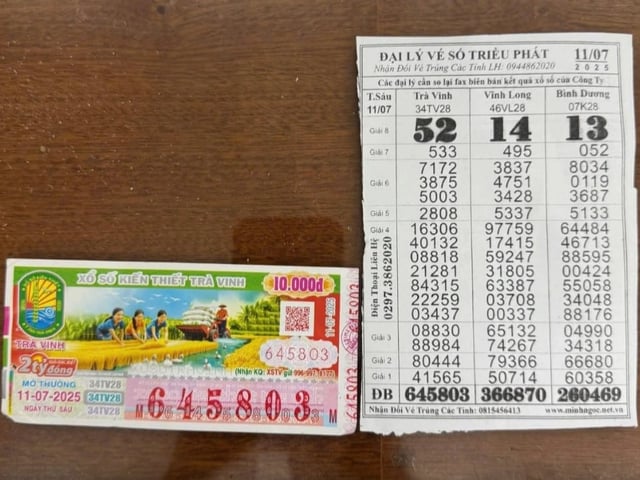 XỔ SỐ KIẾN THIẾT TRÀ VINH
10.000đ
TRÀ VINH
2 tỷ đồng
645803
MỞ THƯỞNG
11-07-2025
NGÀY THỨ SÁU
34TV28
34TV28
34TV28
M 645803 M
645803
ĐẠI LÝ VÉ SỐ TRIỀU PHÁT 11/07
Nhận Đổi Vé Trúng Các Tỉnh LH: 0944862020 2025
Các đại lý cần so lại fax biên bản kết quả xổ số của Công Ty
T.Sáu Trà Vinh Vĩnh Long Bình Dương
11/07 34TV28 46VL28 07K28
Giải 8 52 14 13
Giải 7 533 495 052
7172 3837 8034
Giải 6 3875 4751 0119
5003 3428 3687
Giải 5 2808 5337 5133
Giải 4 16306 97759 64484
40132 17415 46713
08818 59247 88595
21281 31805 00424
84315 63387 55058
22259 03708 34048
03437 00337 88176
Điện Thoại Liên Hệ
0297.3862020
Giải 3 08830 65132 04990
88984 74267 34318
Giải 2 80444 79366 66680
Giải 1 41565 50714 60358
ĐB 645803 366870 260469
Nhận Đổi Vé Trúng Các Tỉnh: 0815456413 www.minhngoc.net.vn